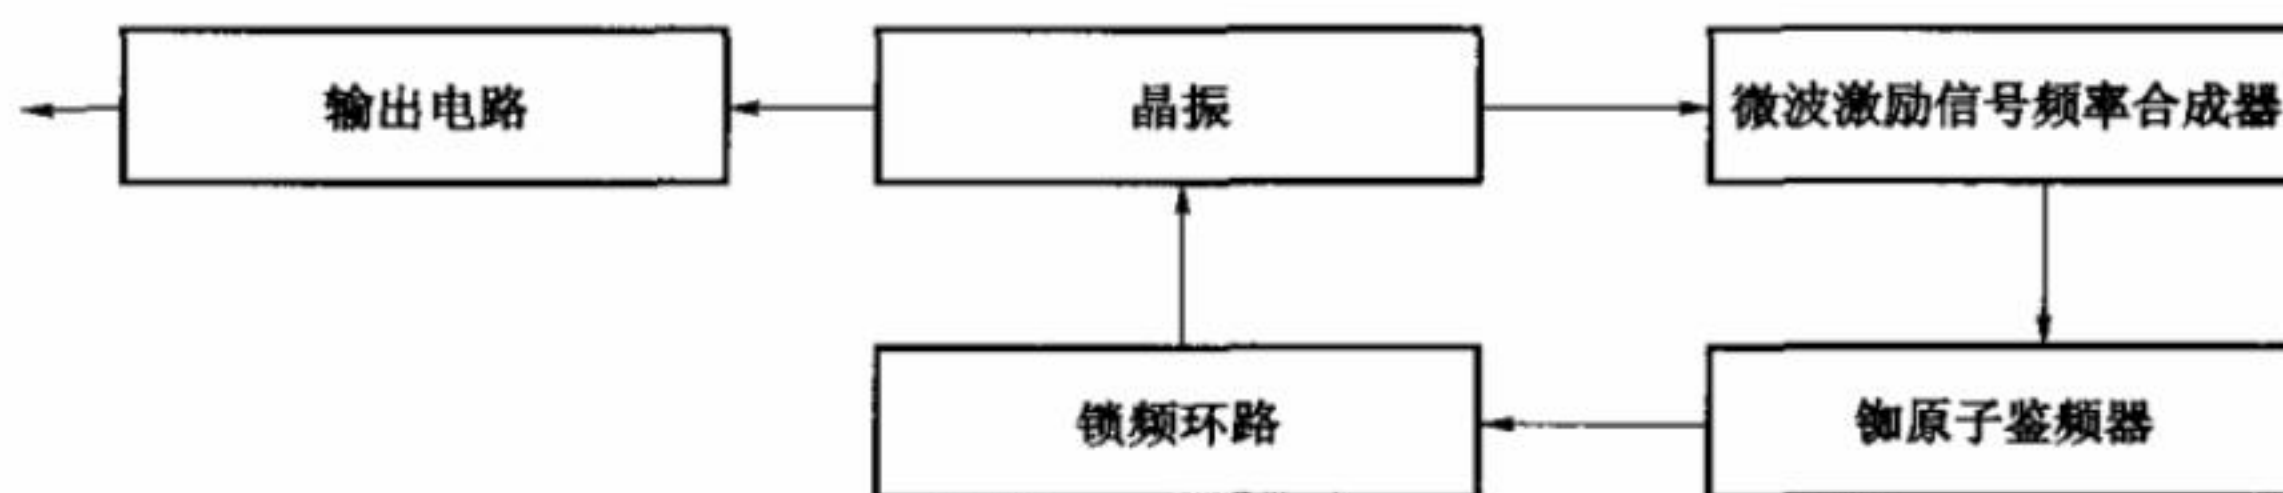 输出电路
晶振
微波激励信号频率合成器
锁频环路
铷原子鉴频器